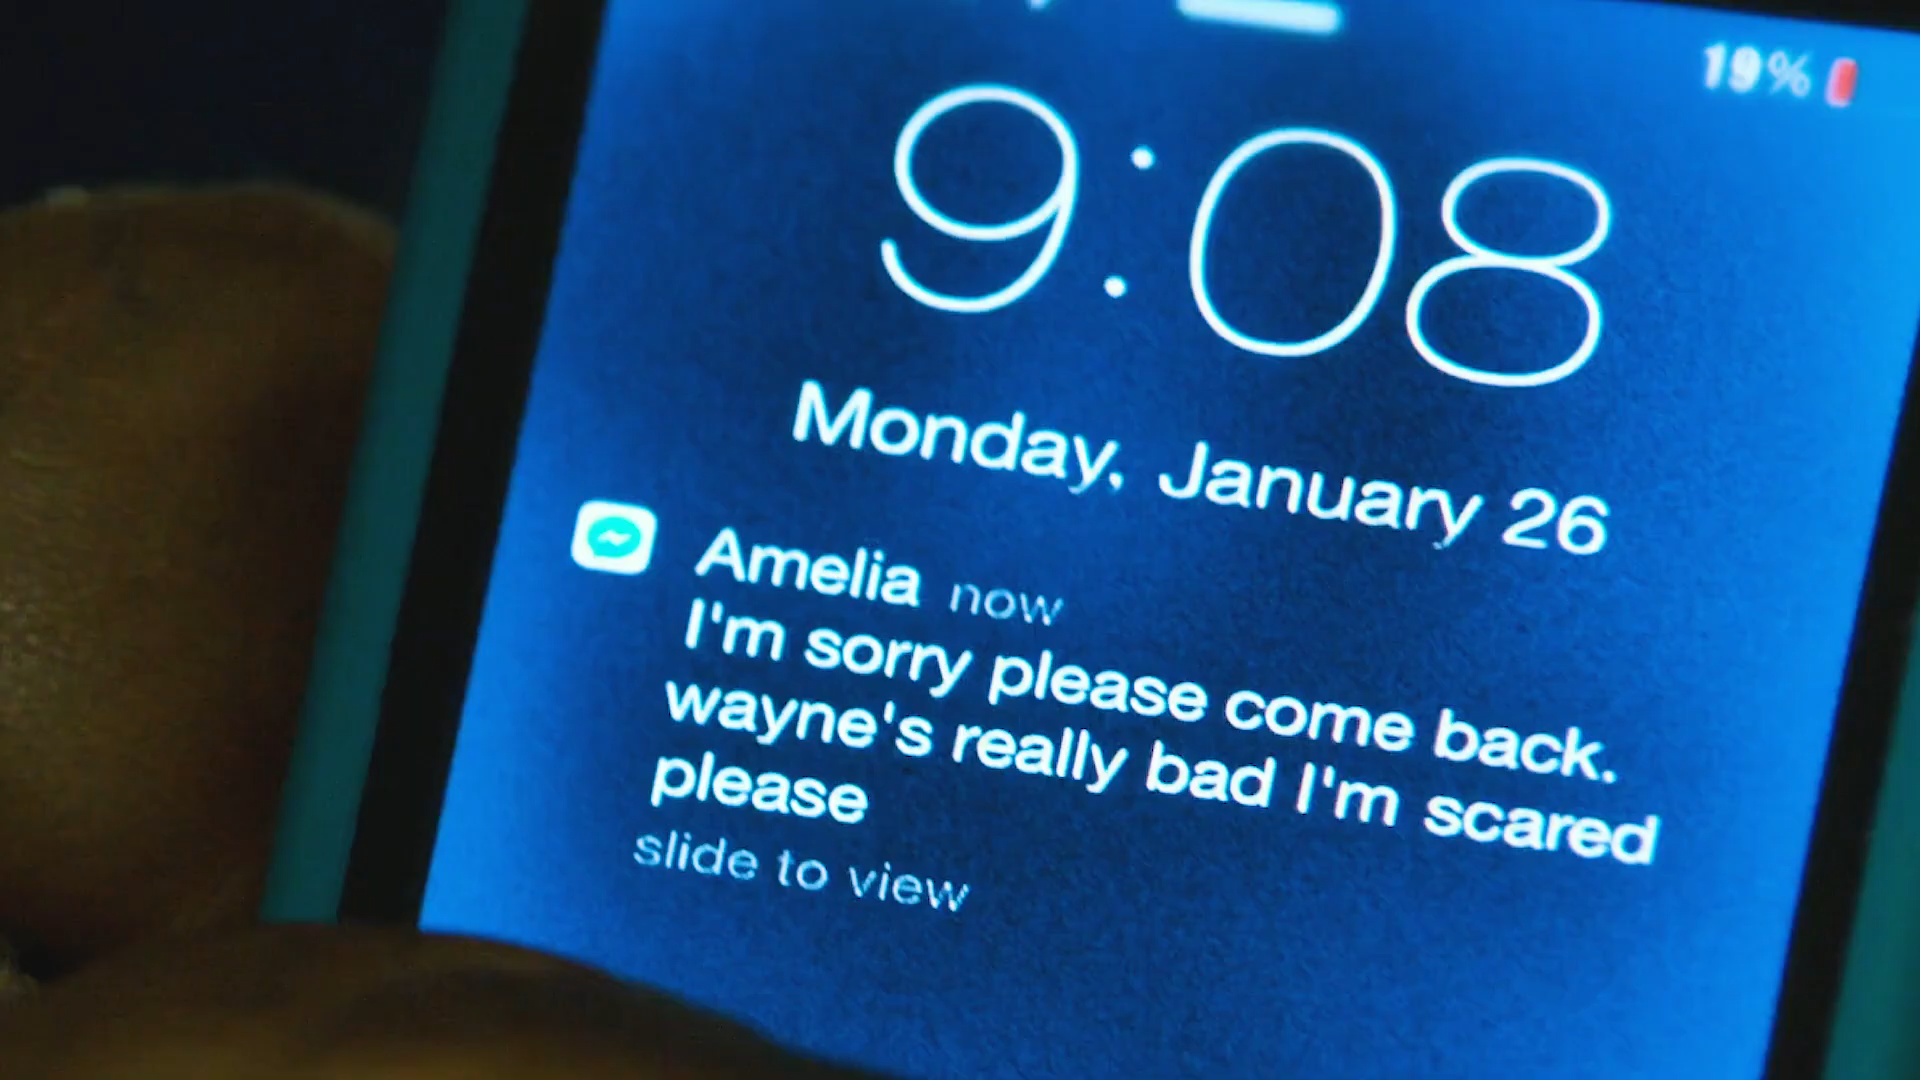 19%
9:08
Monday, January 26
Amelia now
I'm sorry please come back.
wayne's really bad I'm scared
please
slide to view